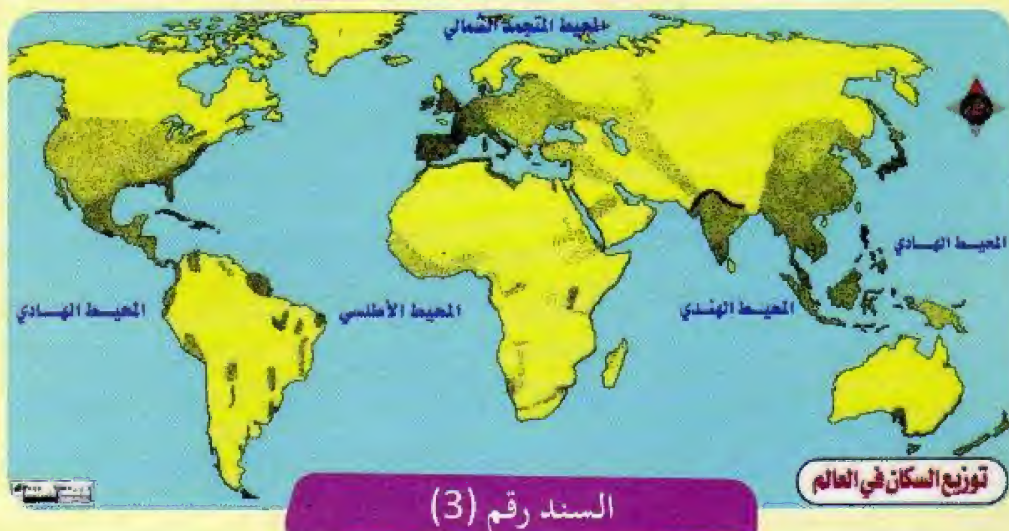 المحيط المتجمد الشمالي
المحيط الهادي
المحيط الهادي
المحيط الأطلسي
المحيط الهندي
توزيع السكان في العالم
السند رقم (3)